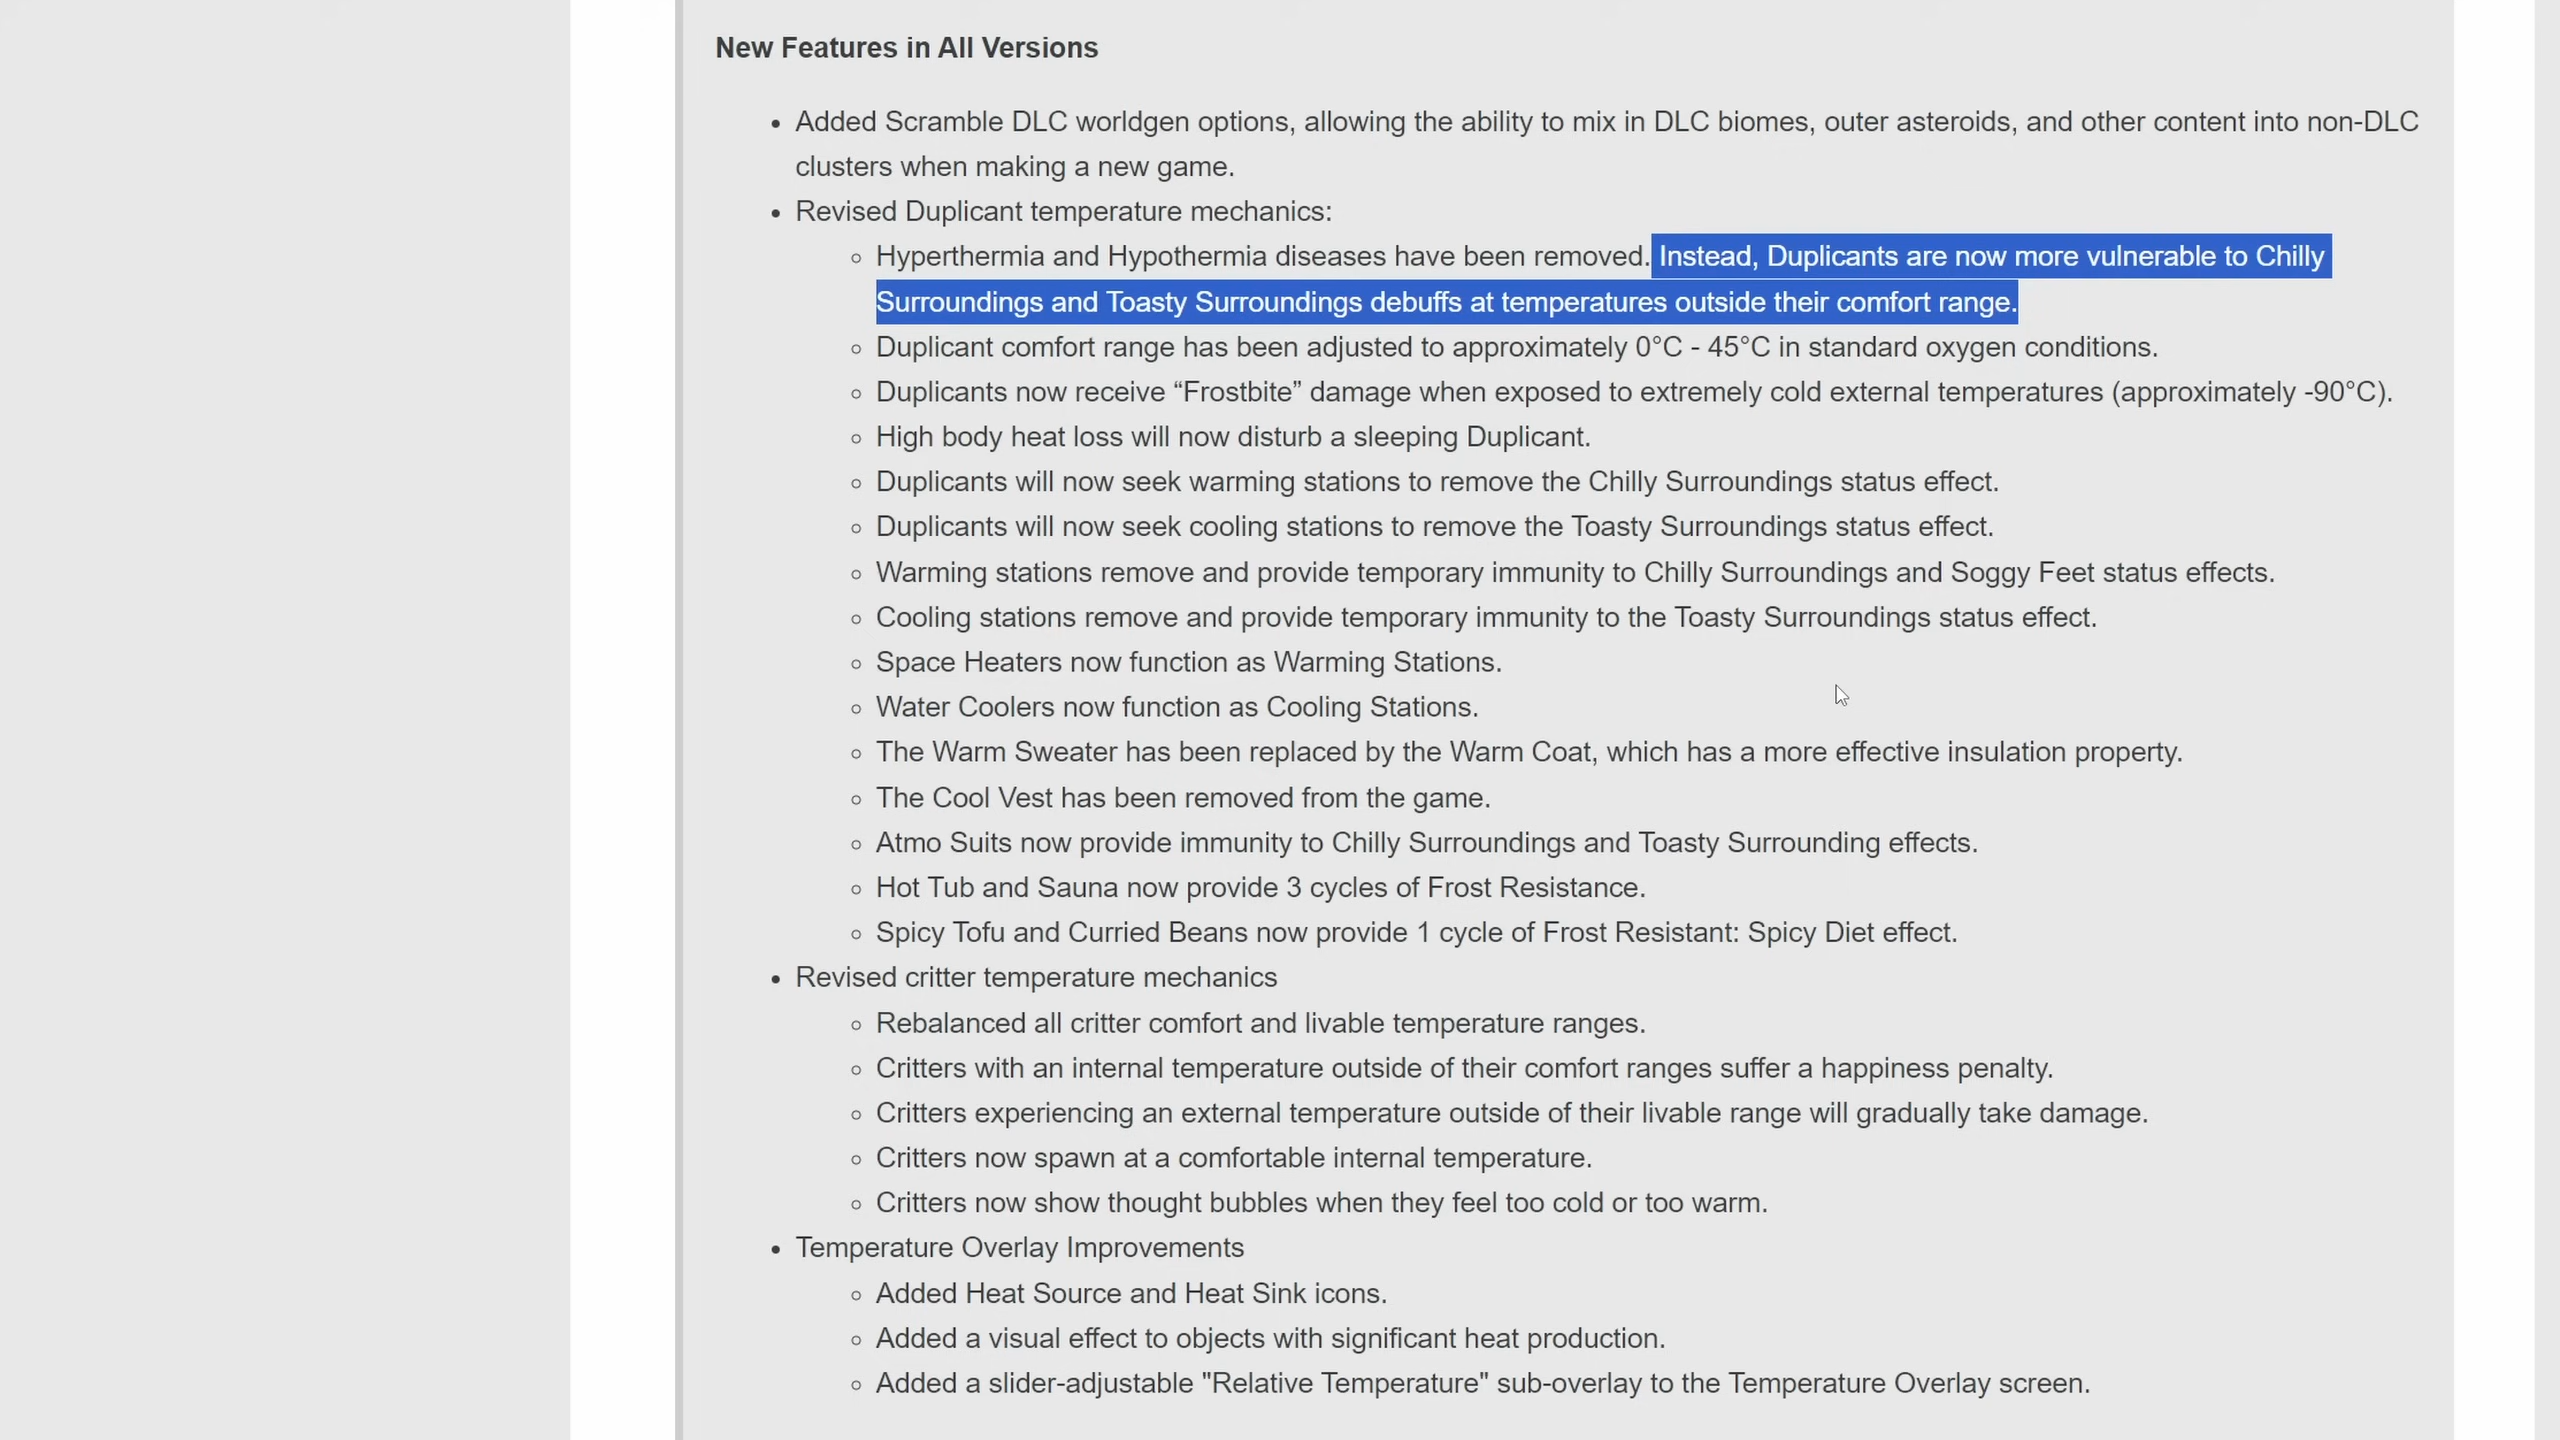 New Features in All Versions
• Added Scramble DLC worldgen options, allowing the ability to mix in DLC biomes, outer asteroids, and other content into non-DLC
clusters when making a new game.
• Revised Duplicant temperature mechanics:
◦ Hyperthermia and Hypothermia diseases have been removed. Instead, Duplicants are now more vulnerable to Chilly
Surroundings and Toasty Surroundings debuffs at temperatures outside their comfort range.
◦ Duplicant comfort range has been adjusted to approximately 0°C - 45°C in standard oxygen conditions.
◦ Duplicants now receive “Frostbite” damage when exposed to extremely cold external temperatures (approximately -90°C).
◦ High body heat loss will now disturb a sleeping Duplicant.
◦ Duplicants will now seek warming stations to remove the Chilly Surroundings status effect.
◦ Duplicants will now seek cooling stations to remove the Toasty Surroundings status effect.
◦ Warming stations remove and provide temporary immunity to Chilly Surroundings and Soggy Feet status effects.
◦ Cooling stations remove and provide temporary immunity to the Toasty Surroundings status effect.
◦ Space Heaters now function as Warming Stations.
◦ Water Coolers now function as Cooling Stations.
◦ The Warm Sweater has been replaced by the Warm Coat, which has a more effective insulation property.
◦ The Cool Vest has been removed from the game.
◦ Atmo Suits now provide immunity to Chilly Surroundings and Toasty Surrounding effects.
◦ Hot Tub and Sauna now provide 3 cycles of Frost Resistance.
◦ Spicy Tofu and Curried Beans now provide 1 cycle of Frost Resistant: Spicy Diet effect.
• Revised critter temperature mechanics
◦ Rebalanced all critter comfort and livable temperature ranges.
◦ Critters with an internal temperature outside of their comfort ranges suffer a happiness penalty.
◦ Critters experiencing an external temperature outside of their livable range will gradually take damage.
◦ Critters now spawn at a comfortable internal temperature.
◦ Critters now show thought bubbles when they feel too cold or too warm.
• Temperature Overlay Improvements
◦ Added Heat Source and Heat Sink icons.
◦ Added a visual effect to objects with significant heat production.
◦ Added a slider-adjustable "Relative Temperature" sub-overlay to the Temperature Overlay screen.